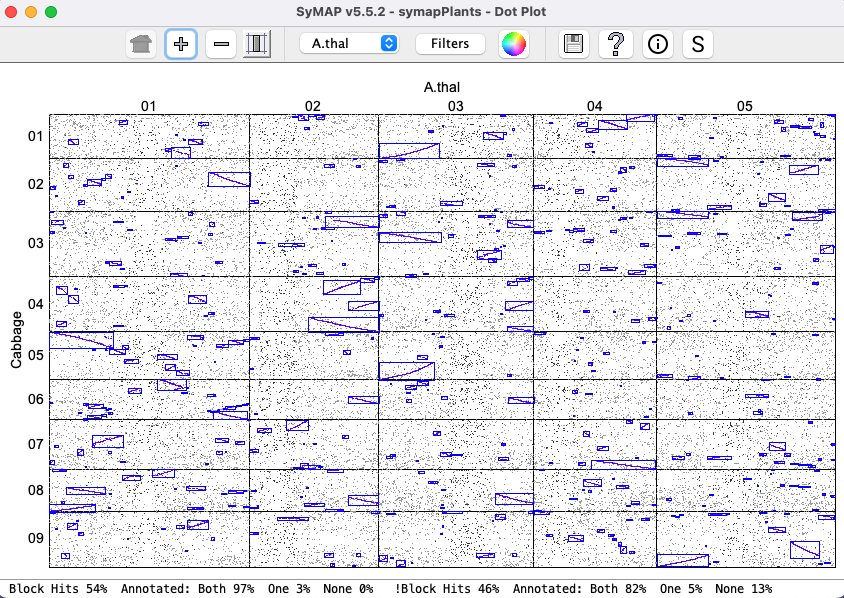 SyMAP v5.5.2 - symapPlants - Dot Plot
A.thal Filters ? i S
A.thal
01 02 03 04 05
01
02
03
04
Cabbage
05
06
07
08
09
Block Hits 54% Annotated: Both 97% One 3% None 0% !Block Hits 46% Annotated: Both 82% One 5% None 13%